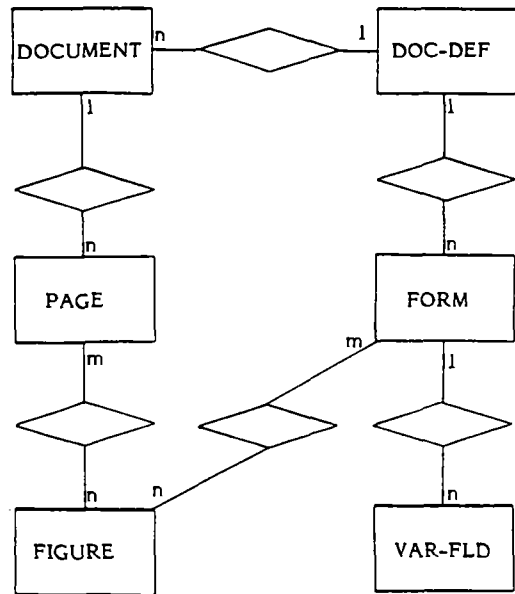 n
1
DOCUMENT
DOC-DEF
1
1
n
n
PAGE
FORM
m
m
1
n
n
n
FIGURE
VAR-FLD